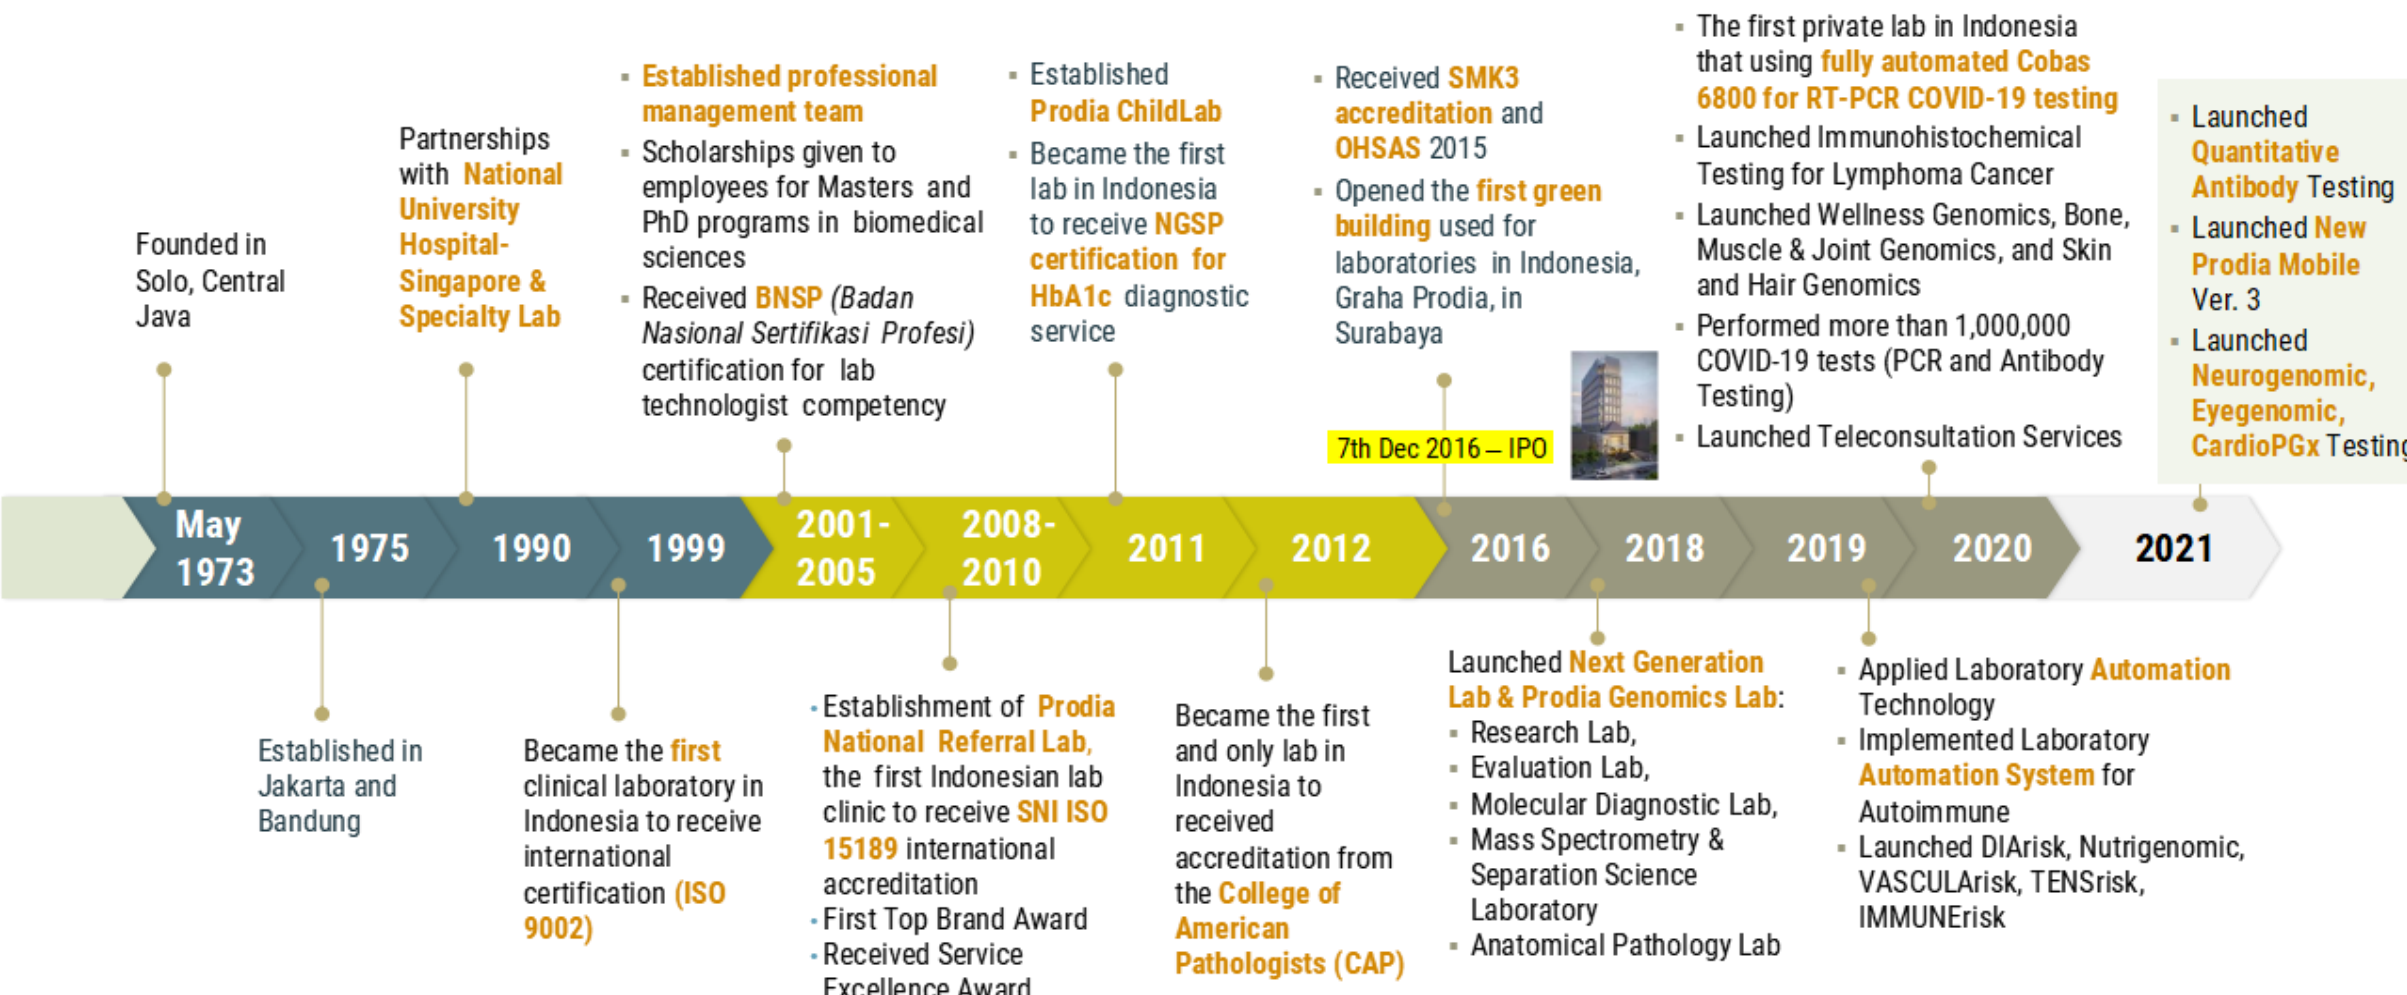 Founded in
Solo, Central
Java
Partnerships
with National
University
Hospital-
Singapore &
Specialty Lab
▪ Established professional
management team
▪ Scholarships given to
employees for Masters and
PhD programs in biomedical
sciences
▪ Received BNSP (Badan
Nasional Sertifikasi Profesi)
certification for lab
technologist competency
▪ Established
Prodia ChildLab
▪ Became the first
lab in Indonesia
to receive NGSP
certification for
HbA1c diagnostic
service
▪ Received SMK3
accreditation and
OHSAS 2015
▪ Opened the first green
building used for
laboratories in Indonesia,
Graha Prodia, in
Surabaya
7th Dec 2016 – IPO
▪ The first private lab in Indonesia
that using fully automated Cobas
6800 for RT-PCR COVID-19 testing
▪ Launched Immunohistochemical
Testing for Lymphoma Cancer
▪ Launched Wellness Genomics, Bone,
Muscle & Joint Genomics, and Skin
and Hair Genomics
▪ Performed more than 1,000,000
COVID-19 tests (PCR and Antibody
Testing)
▪ Launched Teleconsultation Services
▪ Launched
Quantitative
Antibody Testing
▪ Launched New
Prodia Mobile
Ver. 3
▪ Launched
Neurogenomic,
Eyegenomic,
CardioPGx Testing
May
1973
1975
1990
1999
2001-
2005
2008-
2010
2011
2012
2016
2018
2019
2020
2021
Established in
Jakarta and
Bandung
Became the first
clinical laboratory in
Indonesia to receive
international
certification (ISO
9002)
• Establishment of Prodia
National Referral Lab,
the first Indonesian lab
clinic to receive SNI ISO
15189 international
accreditation
• First Top Brand Award
• Received Service
Excellence Award
Became the first
and only lab in
Indonesia to
received
accreditation from
the College of
American
Pathologists (CAP)
Launched Next Generation
Lab & Prodia Genomics Lab:
▪ Research Lab,
▪ Evaluation Lab,
▪ Molecular Diagnostic Lab,
▪ Mass Spectrometry &
Separation Science
Laboratory
▪ Anatomical Pathology Lab
▪ Applied Laboratory Automation
Technology
▪ Implemented Laboratory
Automation System for
Autoimmune
▪ Launched DIArisk, Nutrigenomic,
VASCULArisk, TENSrisk,
IMMUNErisk